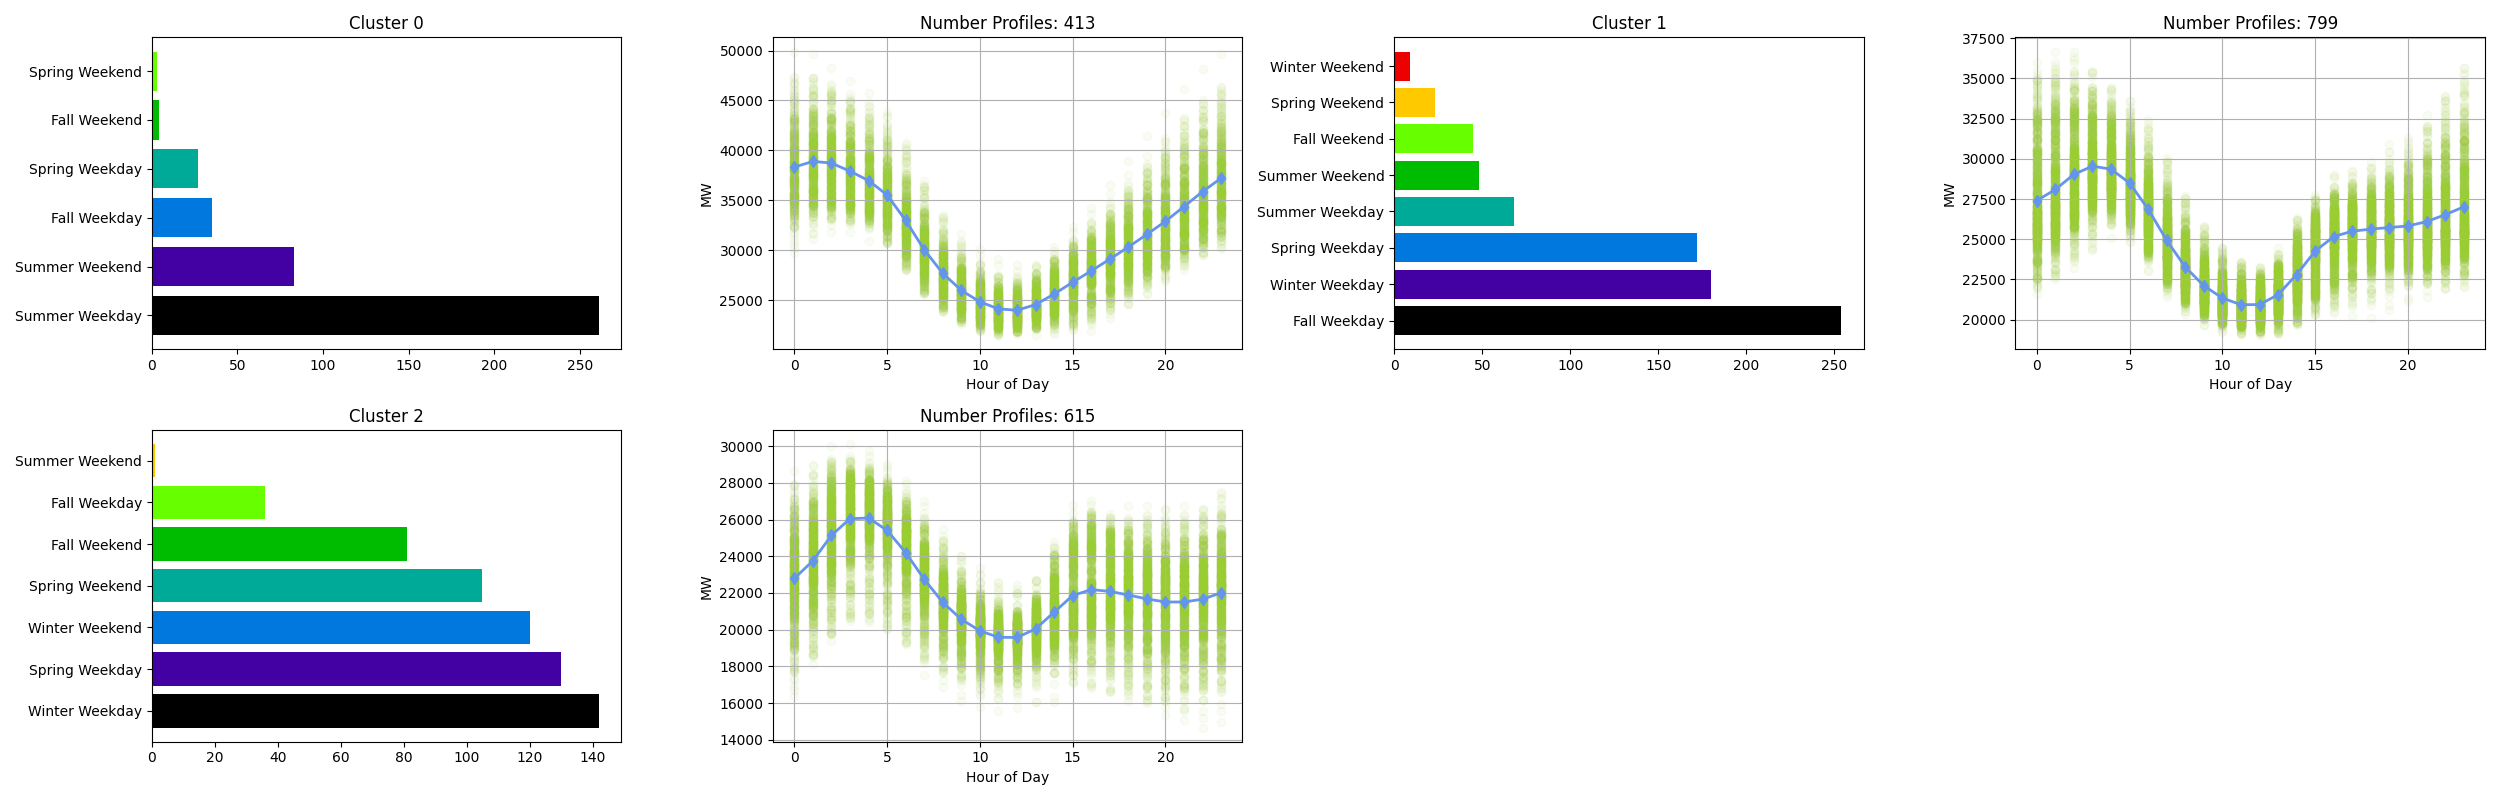 Cluster 0
Spring Weekend
Fall Weekend
Spring Weekday
Fall Weekday
Summer Weekend
Summer Weekday
0 50 100 150 200 250
Number Profiles: 413
MW
50000
45000
40000
35000
30000
25000
0 5 10 15 20
Hour of Day
Cluster 1
Winter Weekend
Spring Weekend
Fall Weekend
Summer Weekend
Summer Weekday
Spring Weekday
Winter Weekday
Fall Weekday
0 50 100 150 200 250
Number Profiles: 799
MW
37500
35000
32500
30000
27500
25000
22500
20000
0 5 10 15 20
Hour of Day
Cluster 2
Summer Weekend
Fall Weekday
Fall Weekend
Spring Weekend
Winter Weekend
Spring Weekday
Winter Weekday
0 20 40 60 80 100 120 140
Number Profiles: 615
MW
30000
28000
26000
24000
22000
20000
18000
16000
14000
0 5 10 15 20
Hour of Day